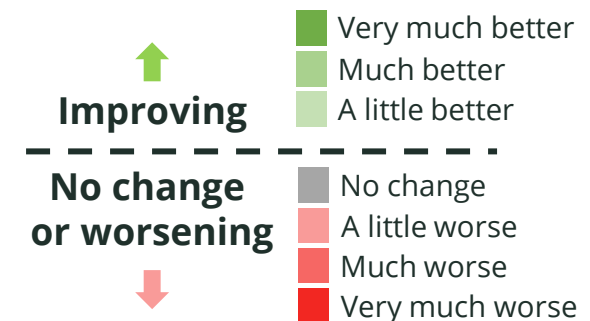 Improving
Very much better
Much better
A little better
No change
or worsening
No change
A little worse
Much worse
Very much worse